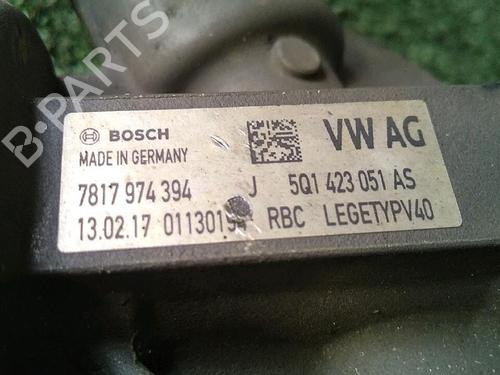 B-PARTS
BOSCH
VW AG
MADE IN GERMANY
7817 974 394 J 5Q1 423 051 AS
13.02.17 RBC LEGETYPV40